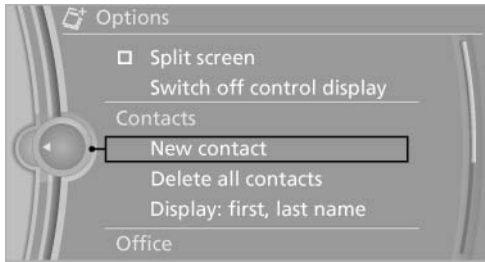 Options
Split screen
Switch off control display
Contacts
New contact
Delete all contacts
Display: first, last name
Office